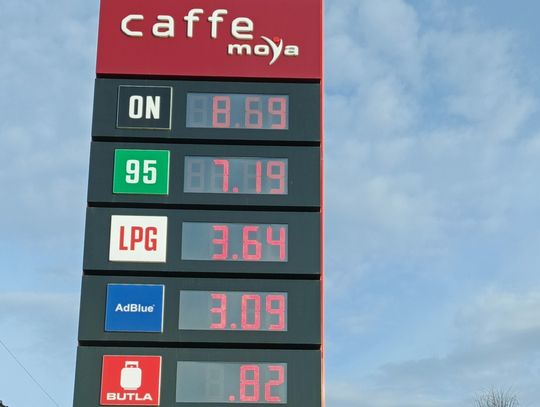 caffe
moya
ON 8.69
95 7.19
LPG 3.64
AdBlue 3.09
BUTLA .82